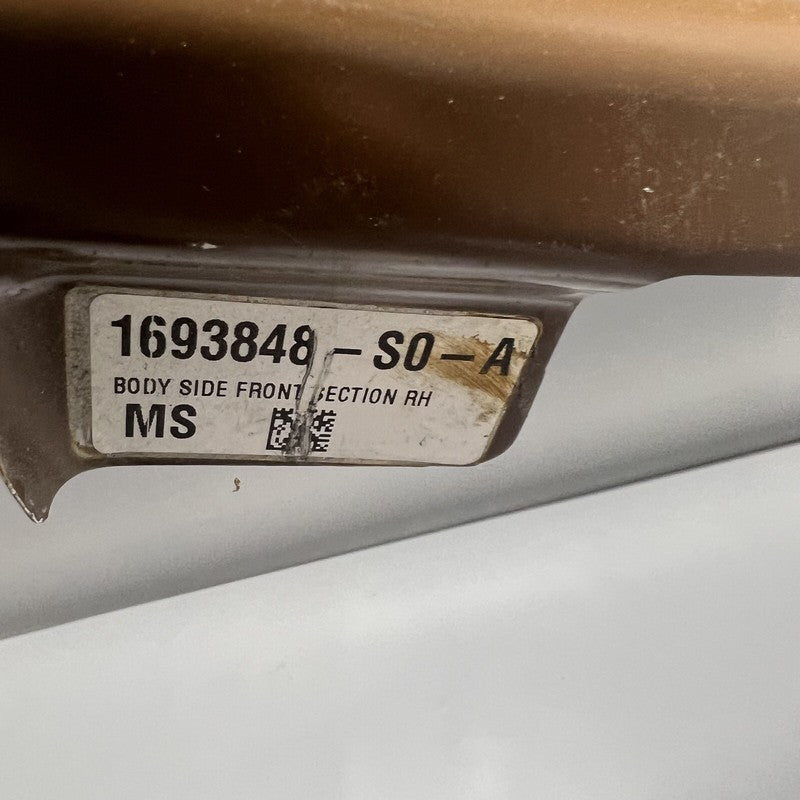 1693848-S0-A
BODY SIDE FRONT SECTION RH
MS